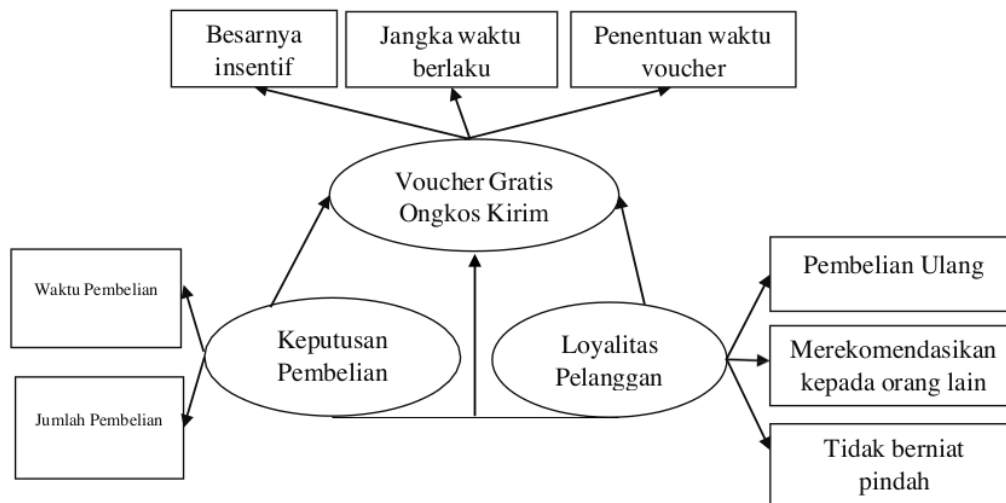 Besarnya
insentif
Jangka waktu
berlaku
Penentuan waktu
voucher
Voucher Gratis
Ongkos Kirim
Waktu Pembelian
Jumlah Pembelian
Keputusan
Pembelian
Loyalitas
Pelanggan
Pembelian Ulang
Merekomendasikan
kepada orang lain
Tidak berniat
pindah